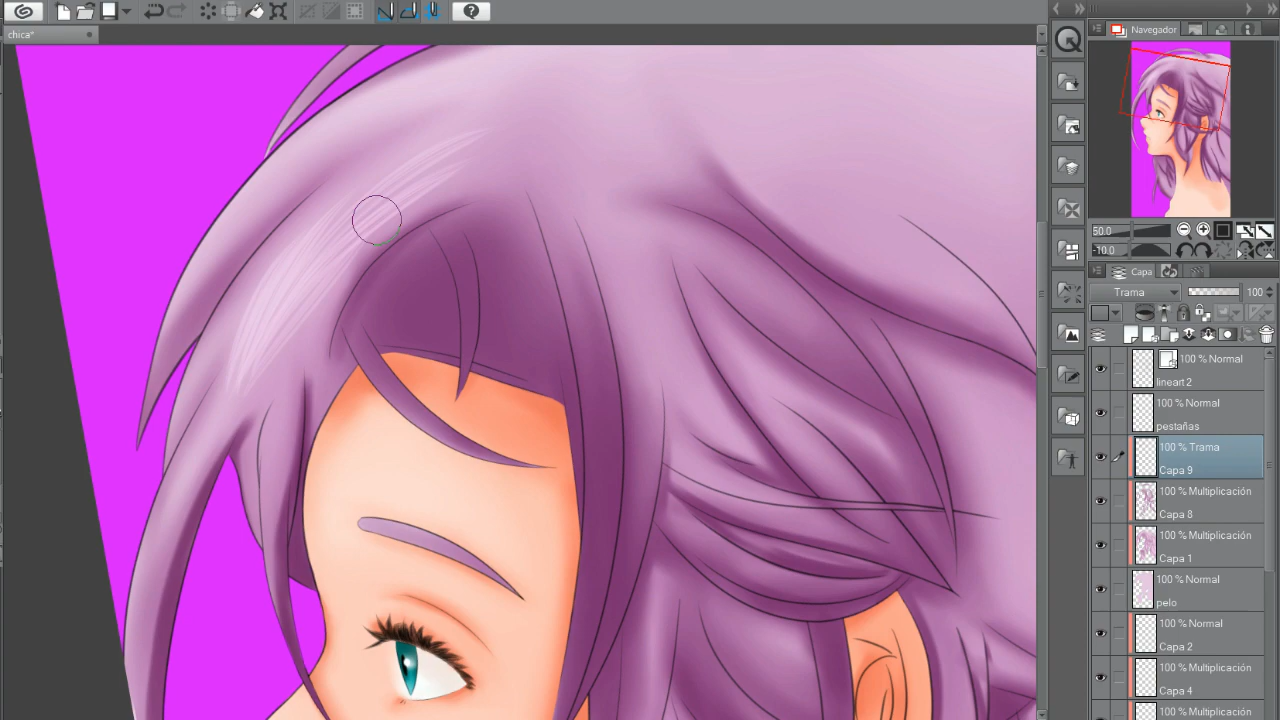 chica*
Navegador
50.0
-10.0
Capa
Trama
100
100 % Normal
lineart 2
100 % Normal
pestañas
100 % Trama
Capa 9
100 % Multiplicación
Capa 8
100 % Multiplicación
Capa 1
100 % Normal
pelo
100 % Normal
Capa 2
100 % Multiplicación
Capa 4
100 % Multiplicación